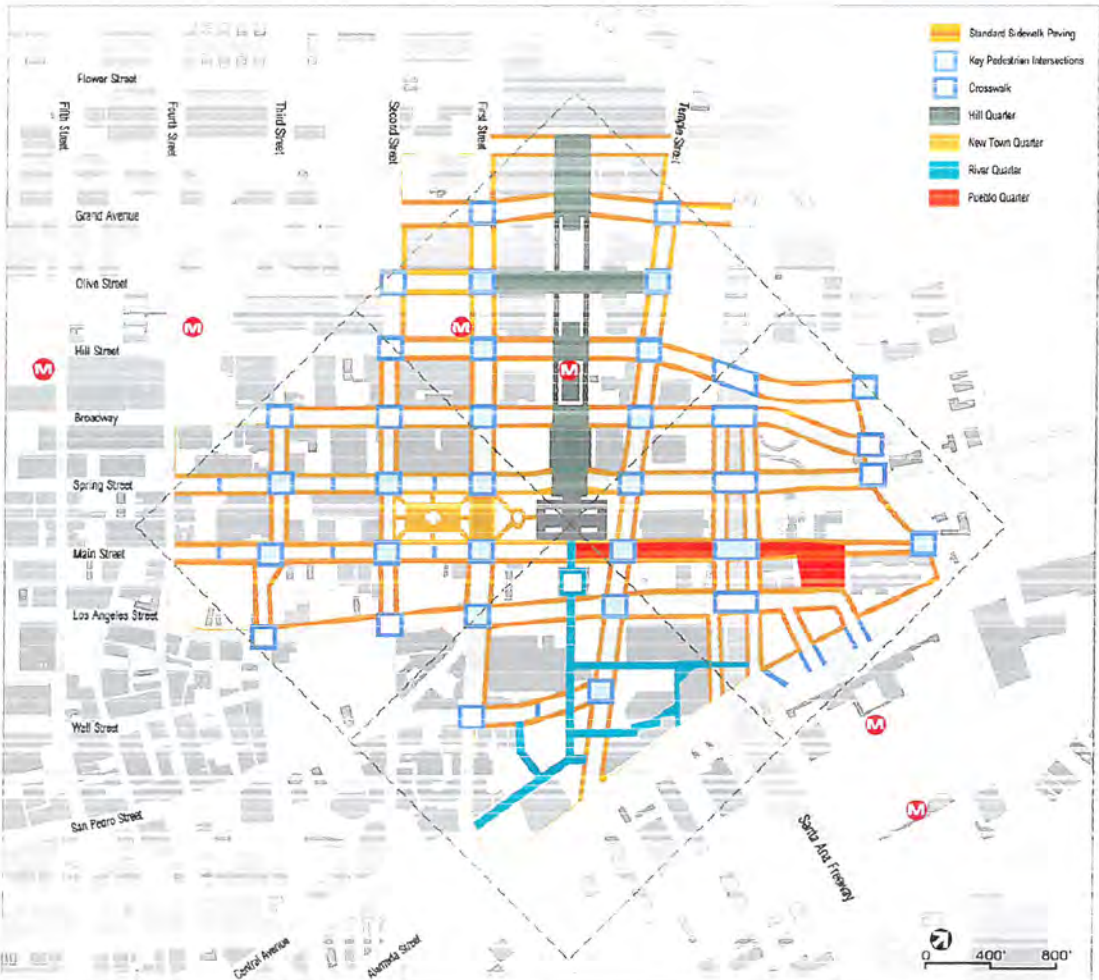 Standard Sidewalk Paving
Key Pedestrian Intersections
Crosswalk
Hill Quarter
New Town Quarter
River Quarter
Pueblo Quarter
Flower Street
Fifth Street
Fourth Street
Third Street
Second Street
First Street
Temple Street
Grand Avenue
Olive Street
M
M
Hill Street
M
M
Broadway
Spring Street
Main Street
Los Angeles Street
Wall Street
M
San Pedro Street
M
Santa Ana Freeway
Central Avenue
Alameda Street
0 400' 800'